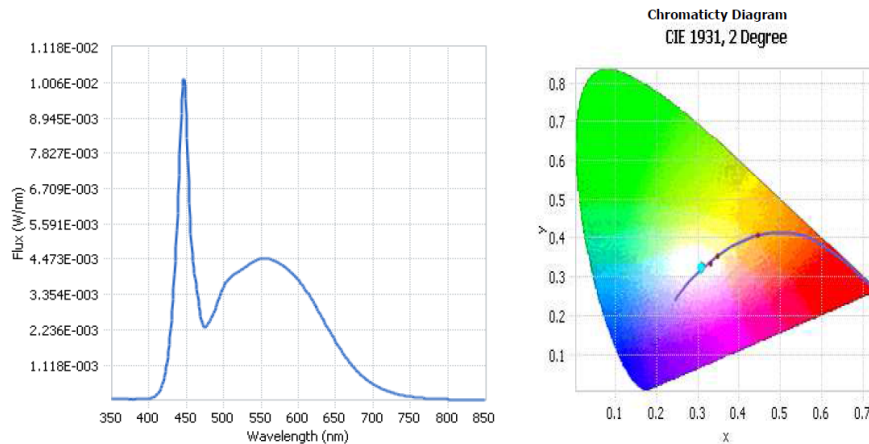 Chromaticty Diagram
CIE 1931, 2 Degree
1.118E-002
1.006E-002
8.945E-003
7.827E-003
6.709E-003
5.591E-003
4.473E-003
3.354E-003
2.236E-003
1.118E-003
Flux (W/nm)
350 400 450 500 550 600 650 700 750 800 850
Wavelength (nm)
0.8
0.7
0.6
0.5
0.4
0.3
0.2
0.1
y
0.1 0.2 0.3 0.4 0.5 0.6 0.7
x